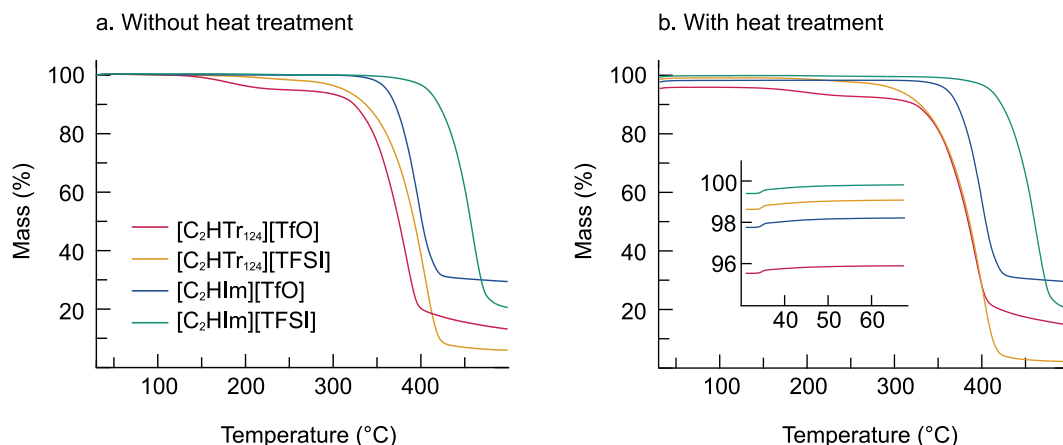 a. Without heat treatment
100
80
60
40
20
Mass (%)
[C₂HTr₁₂₄][TfO]
[C₂HTr₁₂₄][TFSI]
[C₂HIm][TfO]
[C₂HIm][TFSI]
100 200 300 400
Temperature (°C)
b. With heat treatment
100
80
60
40
20
Mass (%)
100
98
96
40 50 60
100 200 300 400
Temperature (°C)